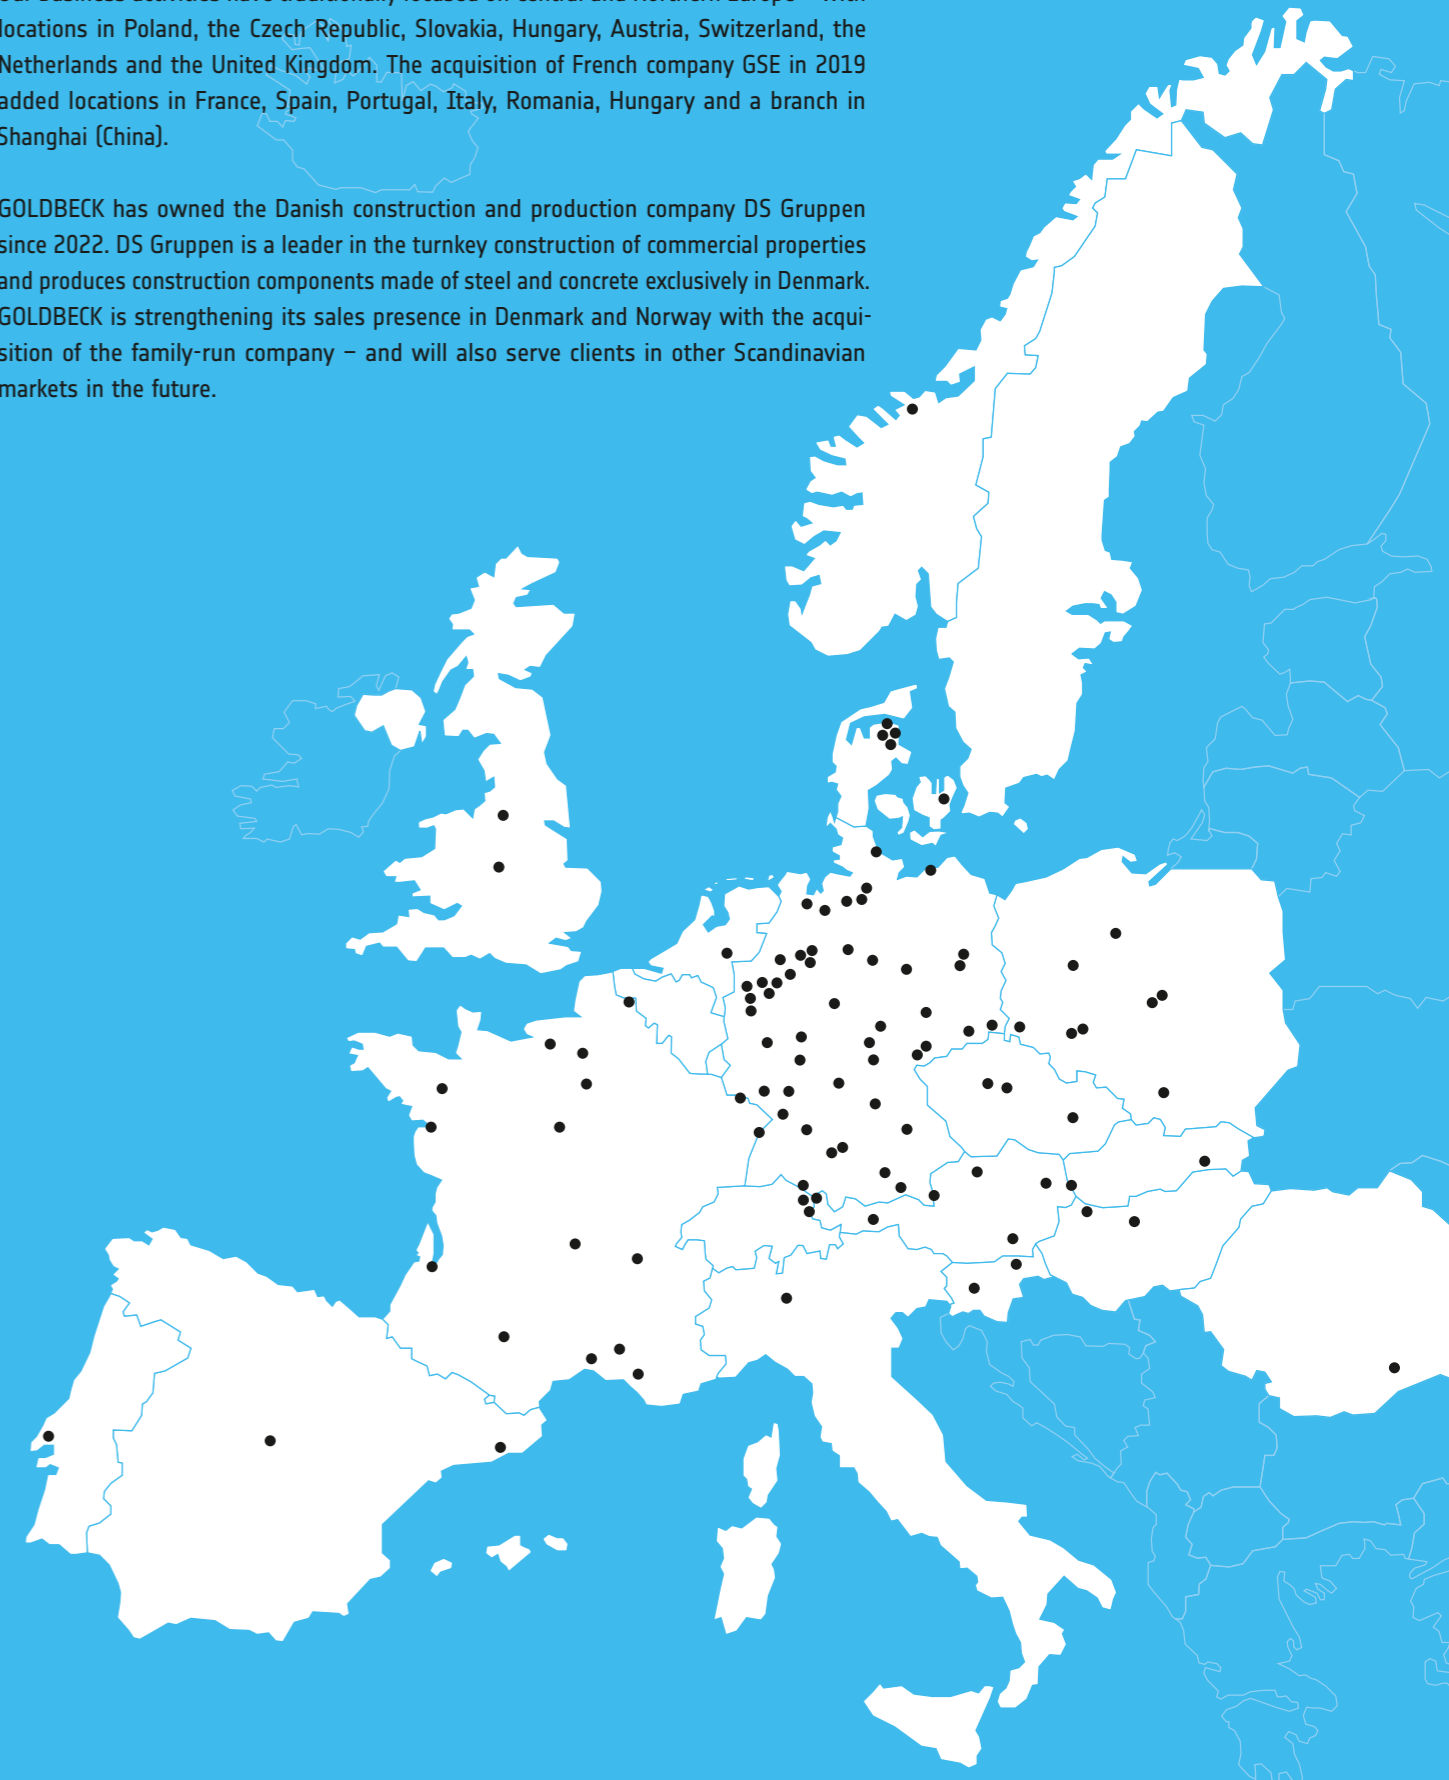 locations in Poland, the Czech Republic, Slovakia, Hungary, Austria, Switzerland, the
Netherlands and the United Kingdom. The acquisition of French company GSE in 2019
added locations in France, Spain, Portugal, Italy, Romania, Hungary and a branch in
Shanghai (China).
GOLDBECK has owned the Danish construction and production company DS Gruppen
since 2022. DS Gruppen is a leader in the turnkey construction of commercial properties
and produces construction components made of steel and concrete exclusively in Denmark.
GOLDBECK is strengthening its sales presence in Denmark and Norway with the acqui-
sition of the family-run company – and will also serve clients in other Scandinavian
markets in the future.